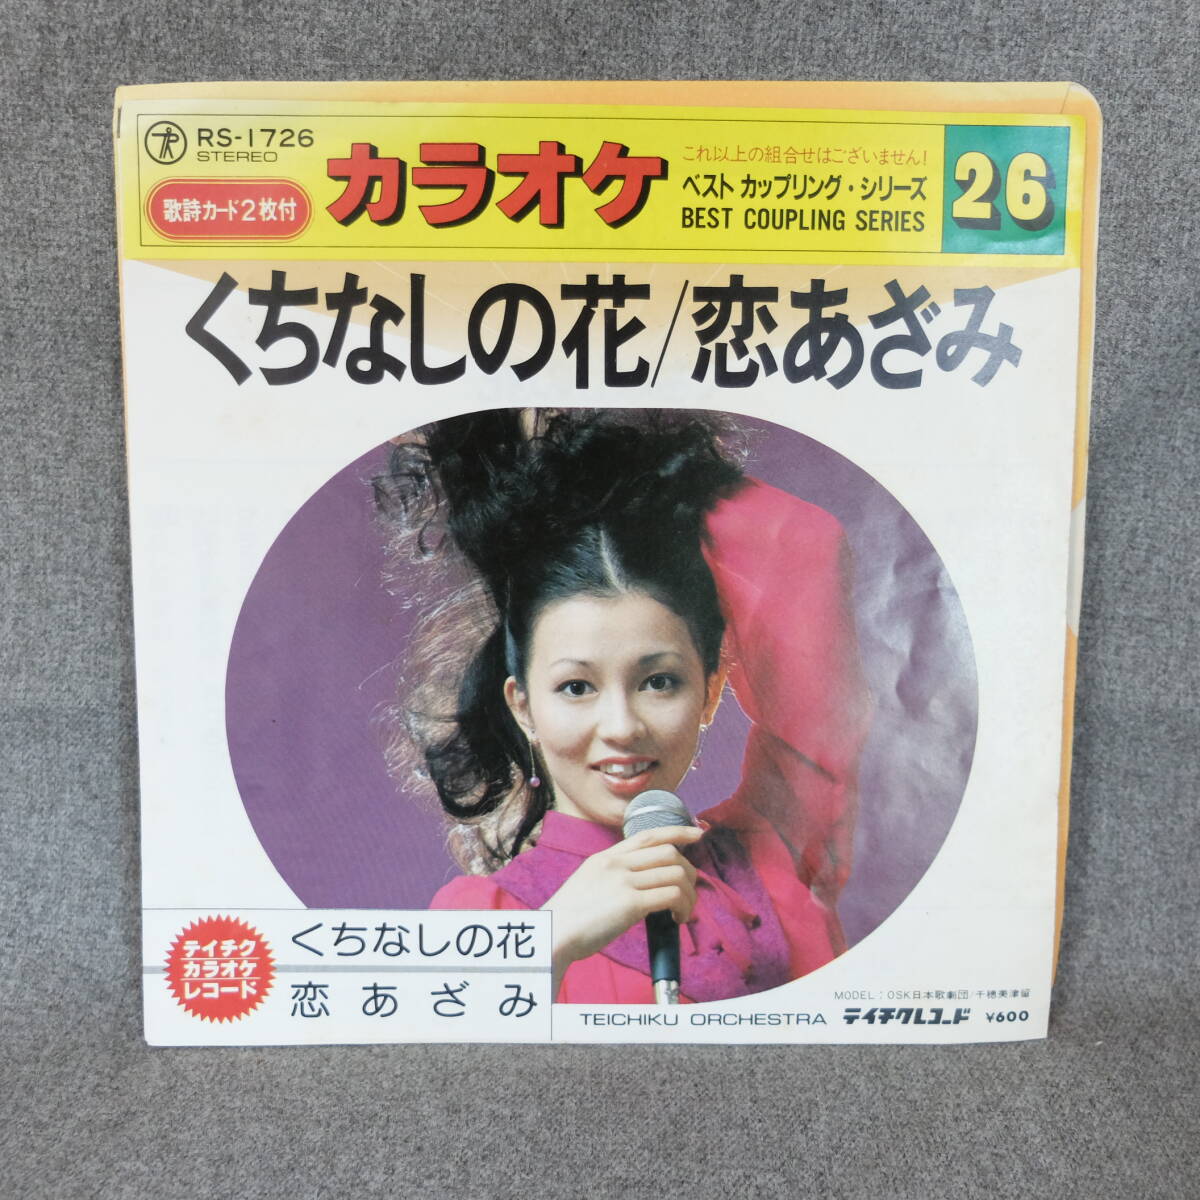 RS-1726
STEREO
歌詩カード2枚付
カラオケ
これ以上の組合せはございません!
ベスト カップリング・シリーズ
BEST COUPLING SERIES
26
くちなしの花/恋あざみ
テイチク
カラオケ
レコード
くちなしの花
恋あざみ
MODEL:OSK日本歌劇団/千穂美津留
TEICHIKU ORCHESTRA テイチクレコード ¥600